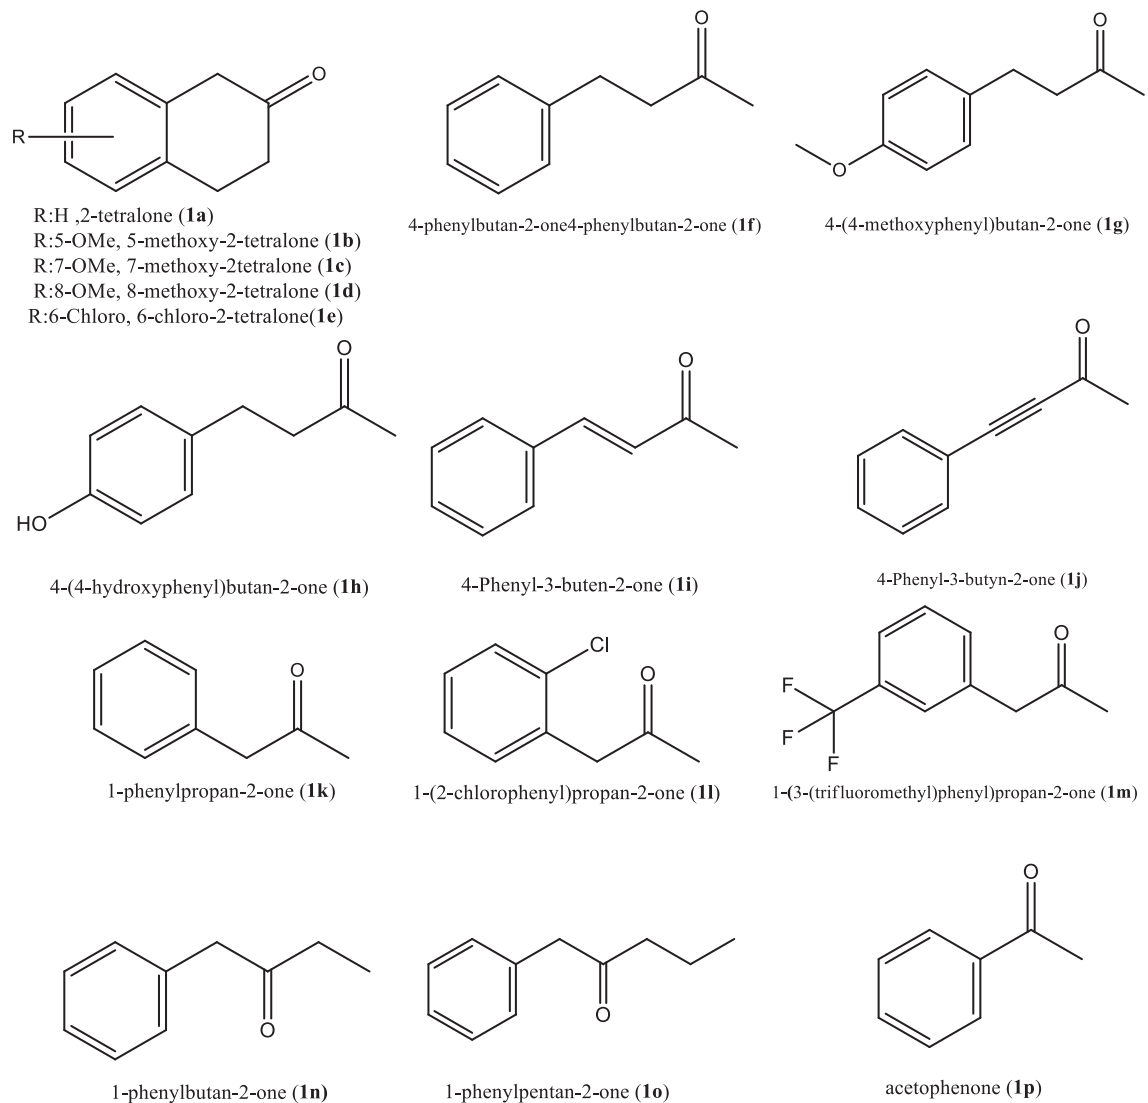 O
O
O
R
O
R:H ,2-tetralone (1a)
R:5-OMe, 5-methoxy-2-tetralone (1b)
R:7-OMe, 7-methoxy-2tetralone (1c)
R:8-OMe, 8-methoxy-2-tetralone (1d)
R:6-Chloro, 6-chloro-2-tetralone(1e)
4-phenylbutan-2-one4-phenylbutan-2-one (1f)
4-(4-methoxyphenyl)butan-2-one (1g)
O
O
O
HO
4-(4-hydroxyphenyl)butan-2-one (1h)
4-Phenyl-3-buten-2-one (1i)
4-Phenyl-3-butyn-2-one (1j)
O
Cl
O
O
F
F
F
1-phenylpropan-2-one (1k)
1-(2-chlorophenyl)propan-2-one (1l)
1-(3-(trifluoromethyl)phenyl)propan-2-one (1m)
O
O
O
1-phenylbutan-2-one (1n)
1-phenylpentan-2-one (1o)
acetophenone (1p)